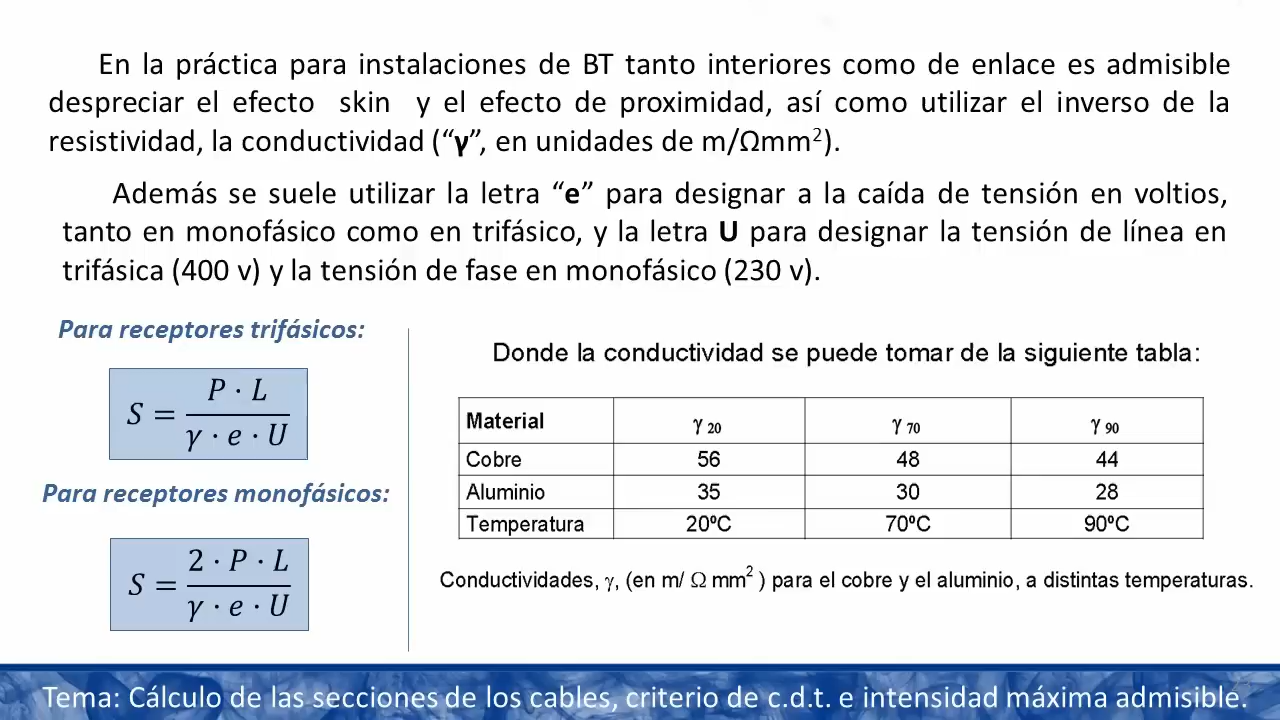 En la práctica para instalaciones de BT tanto interiores como de enlace es admisible
despreciar el efecto skin y el efecto de proximidad, así como utilizar el inverso de la
resistividad, la conductividad (“γ”, en unidades de m/Ωmm²).
Además se suele utilizar la letra “e” para designar a la caída de tensión en voltios,
tanto en monofásico como en trifásico, y la letra U para designar la tensión de línea en
trifásica (400 v) y la tensión de fase en monofásico (230 v).
Para receptores trifásicos:
S = P · L / γ · e · U
Para receptores monofásicos:
S = 2 · P · L / γ · e · U
Donde la conductividad se puede tomar de la siguiente tabla:
Material γ 20 γ 70 γ 90
Cobre 56 48 44
Aluminio 35 30 28
Temperatura 20ºC 70ºC 90ºC
Conductividades, γ, (en m/ Ω mm² ) para el cobre y el aluminio, a distintas temperaturas.
Tema: Cálculo de las secciones de los cables, criterio de c.d.t. e intensidad máxima admisible.